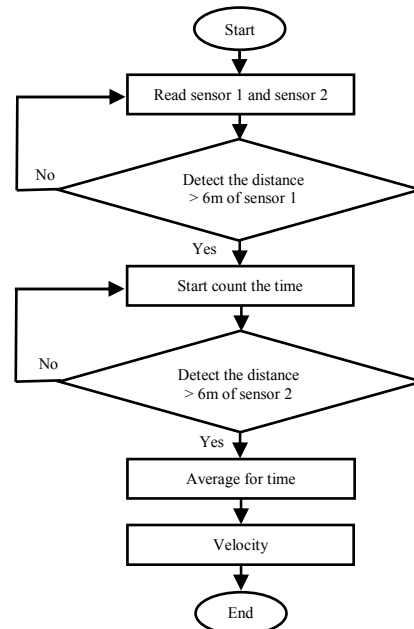 Start
Read sensor 1 and sensor 2
Detect the distance
> 6m of sensor 1
No
Yes
Start count the time
Detect the distance
> 6m of sensor 2
No
Yes
Average for time
Velocity
End